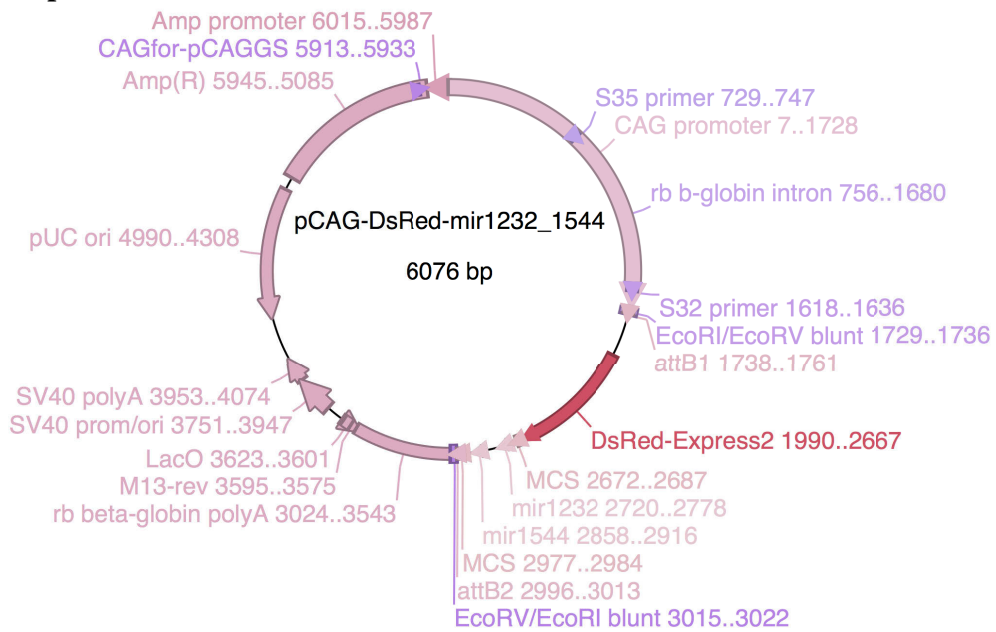 Amp promoter 6015..5987
CAGfor-pCAGGS 5913..5933
Amp(R) 5945..5085
S35 primer 729..747
CAG promoter 7..1728
rb b-globin intron 756..1680
pCAG-DsRed-mir1232_1544
pUC ori 4990..4308
6076 bp
S32 primer 1618..1636
EcoRI/EcoRV blunt 1729..1736
attB1 1738..1761
SV40 polyA 3953..4074
SV40 prom/ori 3751..3947
DsRed-Express2 1990..2667
LacO 3623..3601
MCS 2672..2687
M13-rev 3595..3575
mir1232 2720..2778
rb beta-globin polyA 3024..3543
mir1544 2858..2916
MCS 2977..2984
attB2 2996..3013
EcoRV/EcoRI blunt 3015..3022